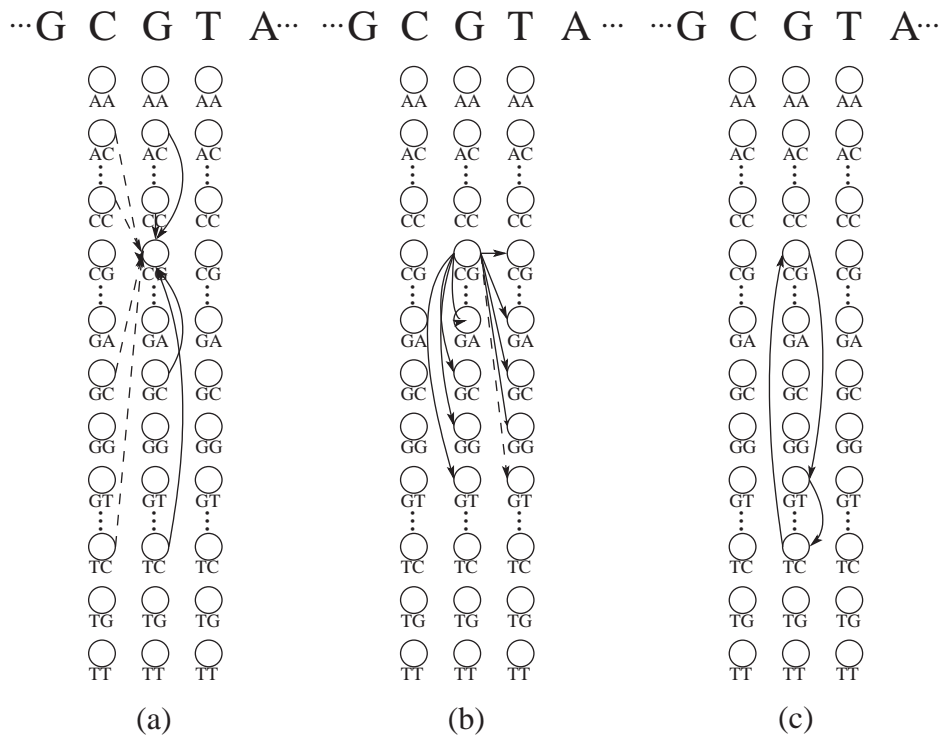 ···G C G T A··· ···G C G T A ··· ···G C G T A···
AA AA AA AA AA AA AA AA AA
AC AC AC AC AC AC AC AC AC
CC CC CC CC CC CC CC CC CC
CG CG CG CG CG CG CG CG CG
GA GA GA GA GA GA GA GA GA
GC GC GC GC GC GC GC GC GC
GG GG GG GG GG GG GG GG GG
GT GT GT GT GT GT GT GT GT
TC TC TC TC TC TC TC TC TC
TG TG TG TG TG TG TG TG TG
TT TT TT TT TT TT TT TT TT
(a) (b) (c)